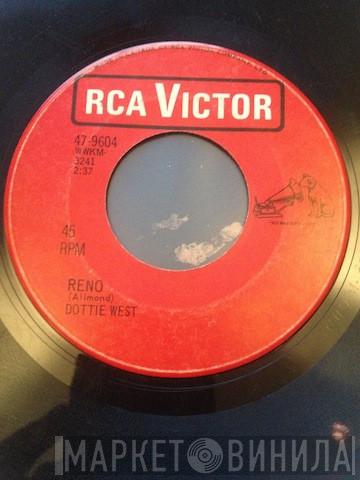 RCA VICTOR
47-9604
WWKM-
3241
2:37
45
RPM
RENO
(Allmond)
DOTTIE WEST
МАРКЕТ ВИНИЛА